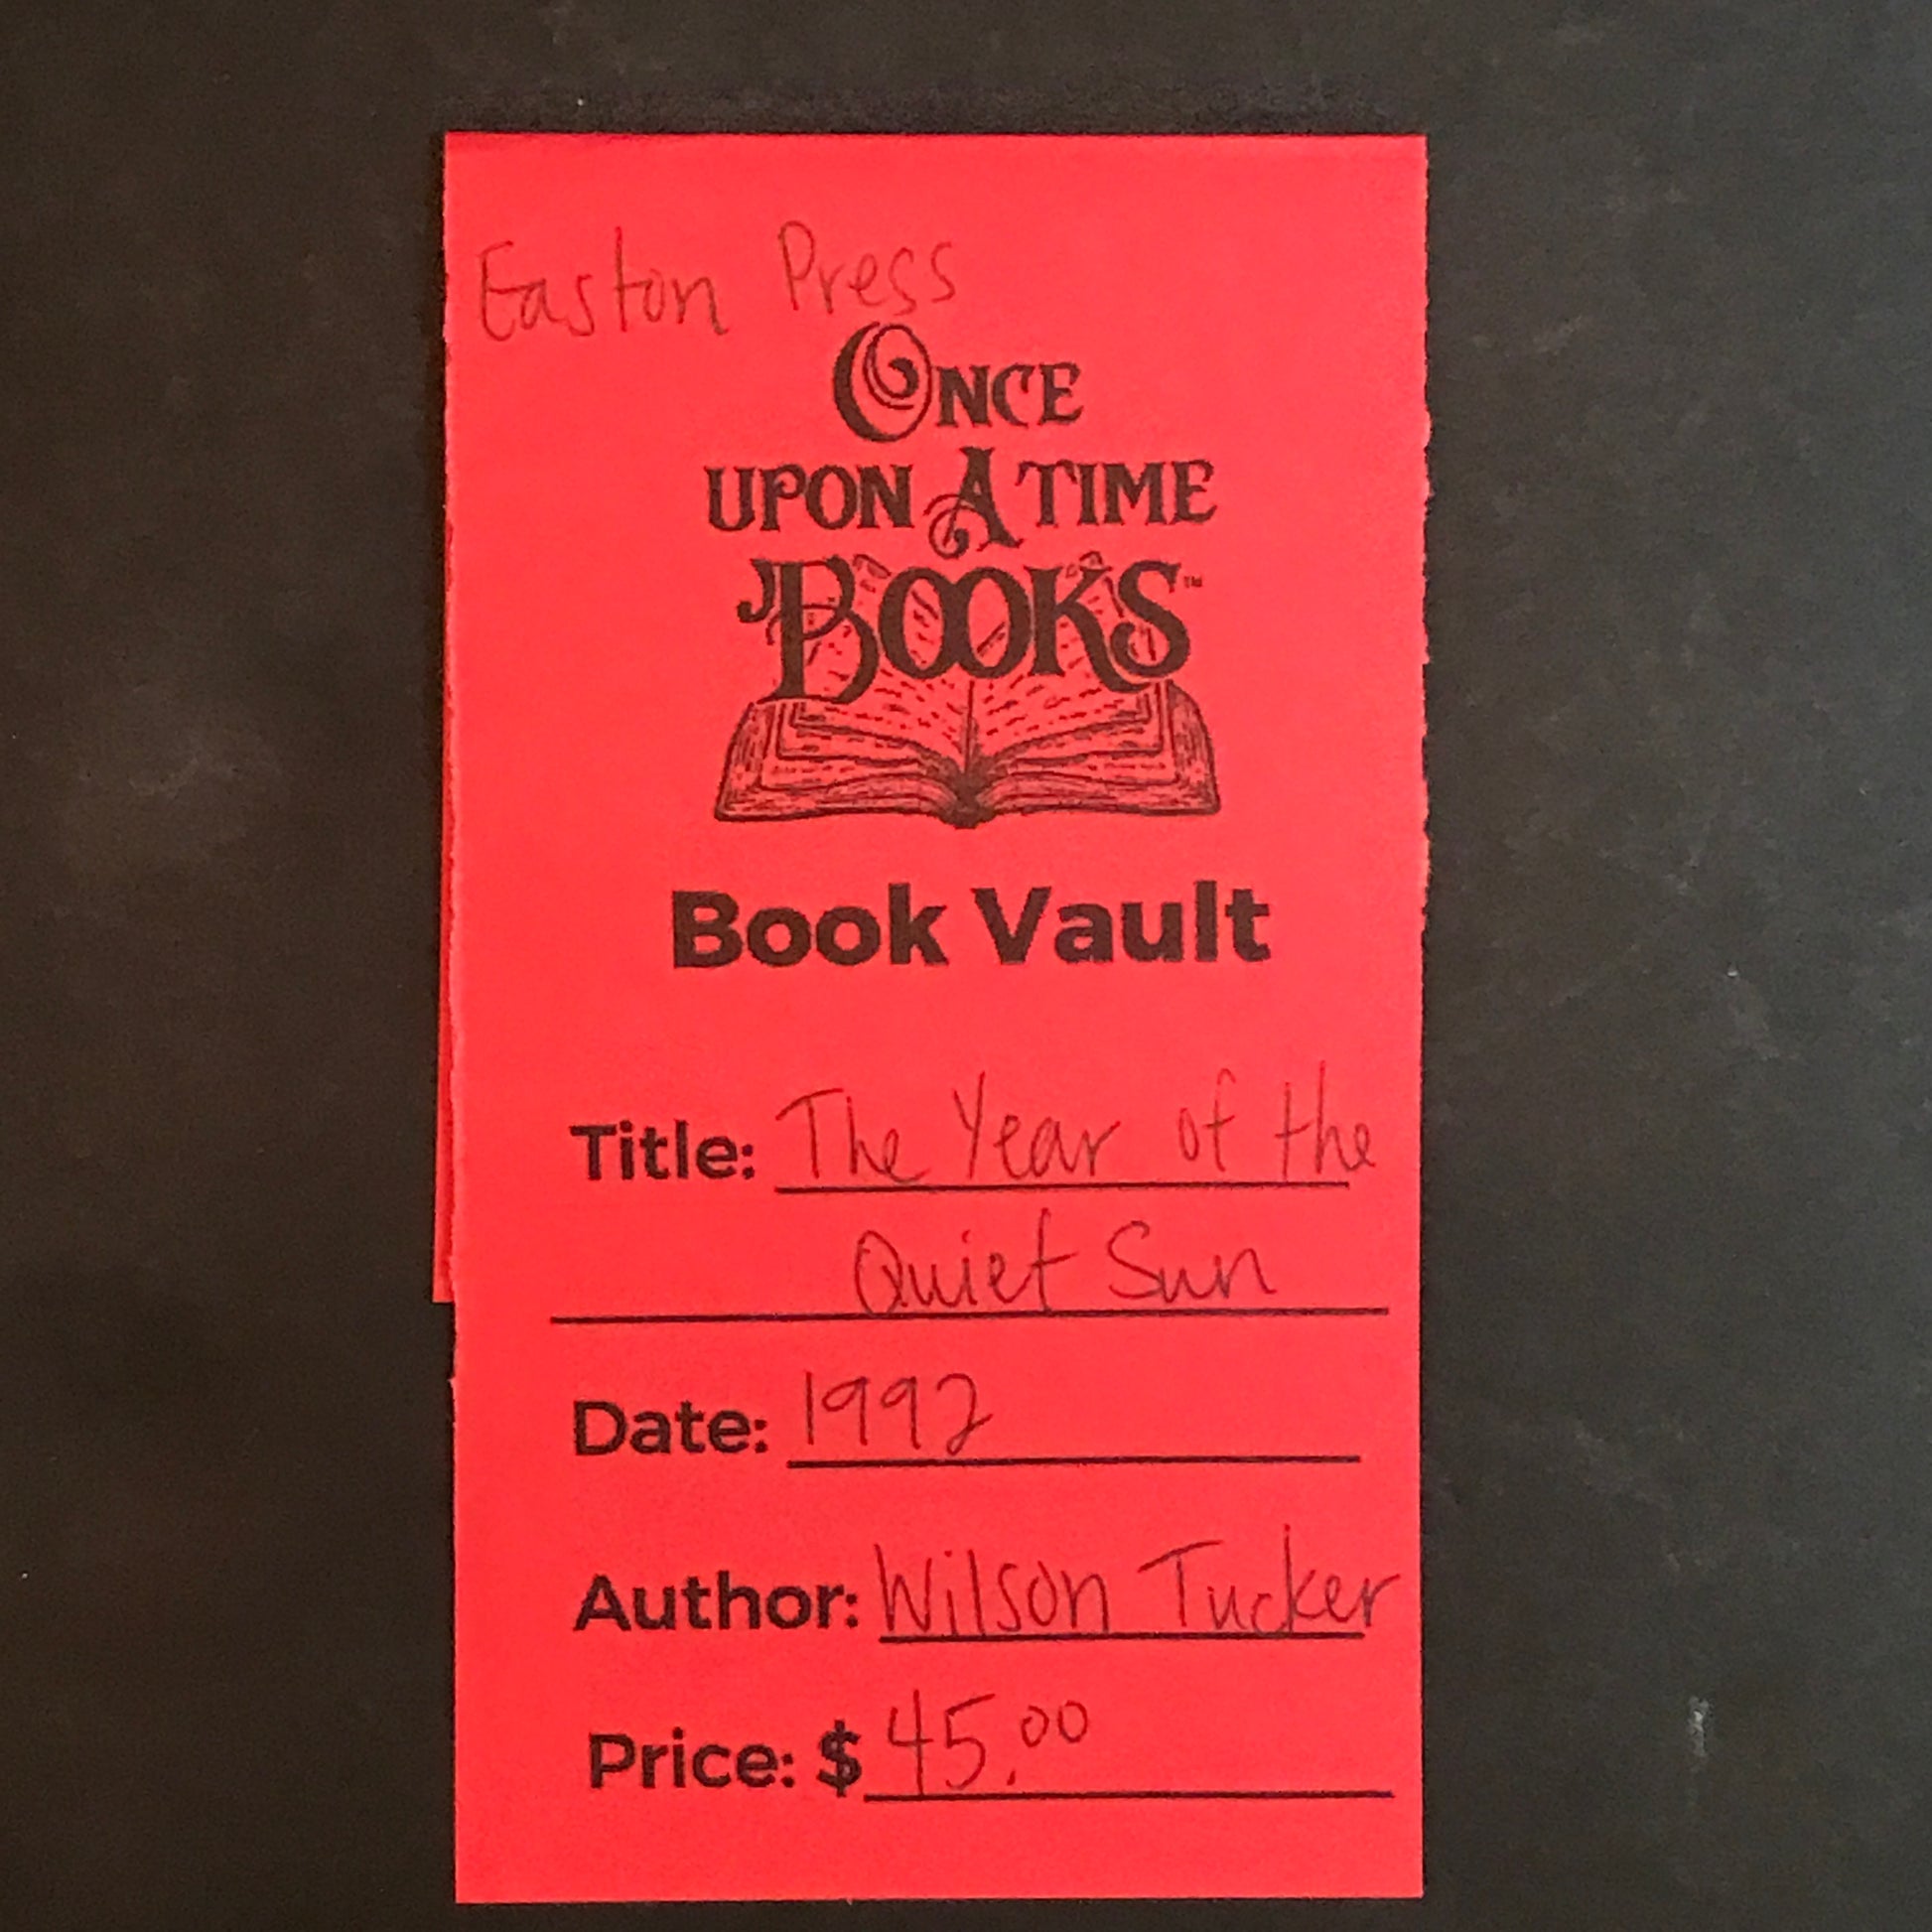 Easton Press
ONCE
UPON A TIME
BOOKS™
Book Vault
Title: The Year of the
Quiet Sun
Date: 1992
Author: Wilson Tucker
Price: $45.00